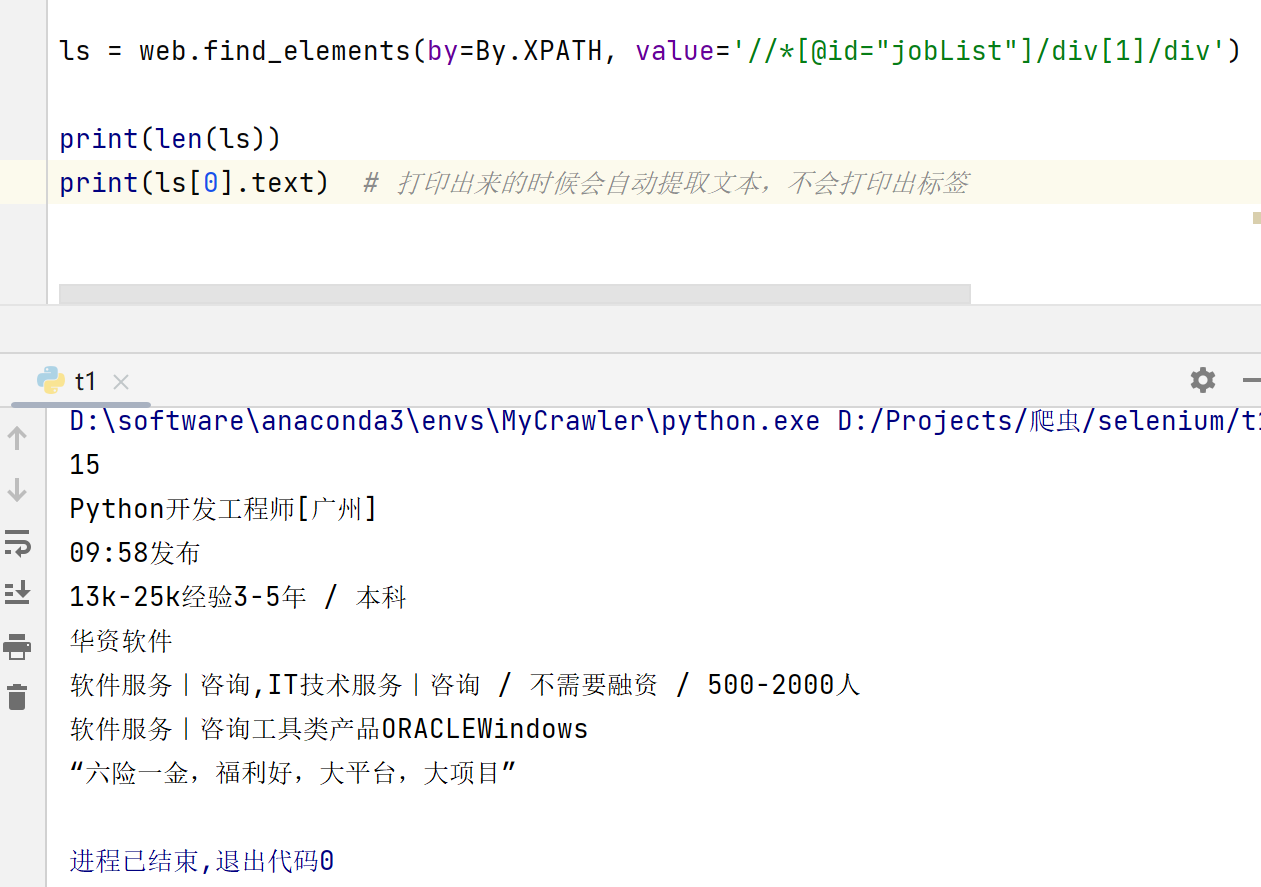 ls = web.find_elements(by=By.XPATH, value='//*[@id="jobList"]/div[1]/div')
print(len(ls))
print(ls[0].text)  # 打印出来的时候会自动提取文本，不会打印出标签
t1
D:\software\anaconda3\envs\MyCrawler\python.exe D:/Projects/爬虫/selenium/t1
15
Python开发工程师[广州]
09:58发布
13k-25k经验3-5年 / 本科
华资软件
软件服务｜咨询,IT技术服务｜咨询 / 不需要融资 / 500-2000人
软件服务｜咨询工具类产品ORACLEWindows
“六险一金，福利好，大平台，大项目”
进程已结束,退出代码0